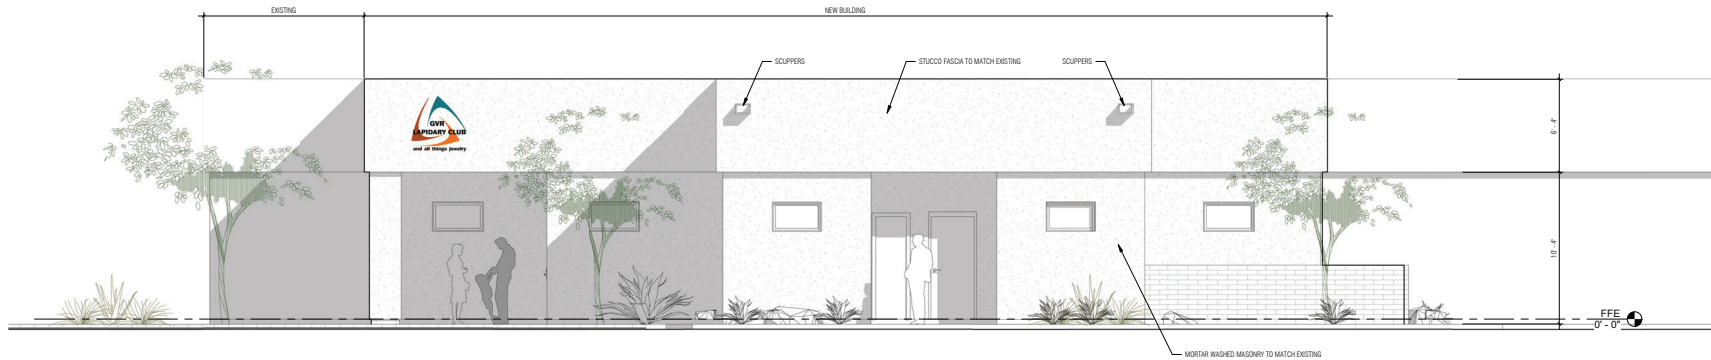 EXISTING
NEW BUILDING
SCUPPERS
STUCCO FASCIA TO MATCH EXISTING
SCUPPERS
GVR
LAPIDARY CLUB
and all things jewelry
6' - 4"
10' - 4"
FFE
0' - 0"
MORTAR WASHED MASONRY TO MATCH EXISTING